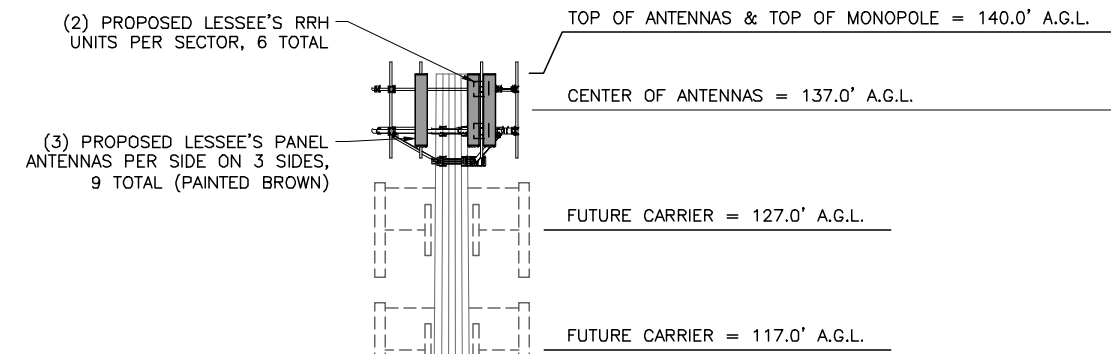 (2) PROPOSED LESSEE'S RRH
UNITS PER SECTOR, 6 TOTAL
TOP OF ANTENNAS & TOP OF MONOPOLE = 140.0' A.G.L.
CENTER OF ANTENNAS = 137.0' A.G.L.
(3) PROPOSED LESSEE'S PANEL
ANTENNAS PER SIDE ON 3 SIDES,
9 TOTAL (PAINTED BROWN)
FUTURE CARRIER = 127.0' A.G.L.
FUTURE CARRIER = 117.0' A.G.L.